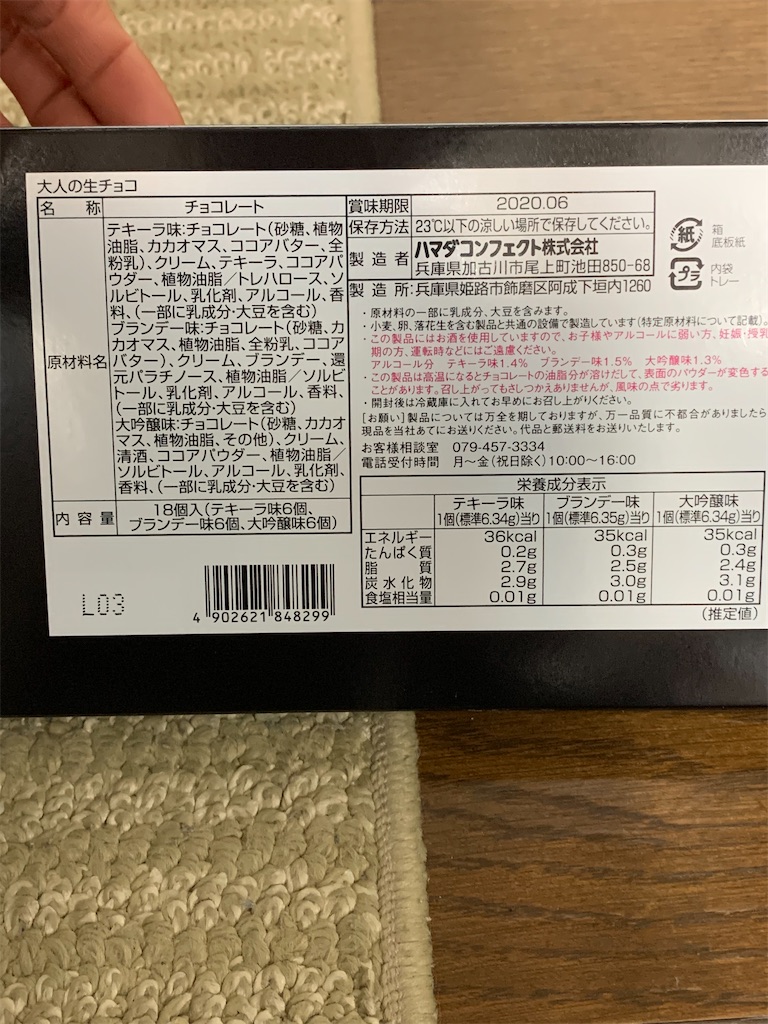 大人の生チョコ
名 称 チョコレート
原材料名
テキーラ味:チョコレート(砂糖、植物
油脂、カカオマス、ココアバター、全
粉乳)、クリーム、テキーラ、ココアパ
ウダー、植物油脂/トレハロース、ソ
ルビトール、乳化剤、アルコール、香
料、(一部に乳成分・大豆を含む)
ブランデー味:チョコレート(砂糖、カ
カオマス、植物油脂、全粉乳、ココア
バター)、クリーム、ブランデー、還
元パラチノース、植物油脂/ソルビ
トール、乳化剤、アルコール、香料、
(一部に乳成分・大豆を含む)
大吟醸味:チョコレート(砂糖、カカオ
マス、植物油脂、その他)、クリーム、
清酒、ココアパウダー、植物油脂/
ソルビトール、アルコール、乳化剤、
香料、(一部に乳成分・大豆を含む)
内 容 量 18個入(テキーラ味6個、
ブランデー味6個、大吟醸味6個)
L03
4 902621 848299
賞味期限 2020.06
保存方法 23℃以下の涼しい場所で保存してください。
製 造 者 ハマダコンフェクト株式会社
兵庫県加古川市尾上町池田850-68
製 造 所:兵庫県姫路市飾磨区阿成下垣内1260
紙 箱
底板紙
プラ 内袋
トレー
・原材料の一部に乳成分、大豆を含みます。
・小麦、卵、落花生を含む製品と共通の設備で製造しています(特定原材料について記載)。
・この製品にはお酒を使用していますので、お子様やアルコールに弱い方、妊娠・授乳
期の方、運転時などにはご遠慮ください。
アルコール分 テキーラ味1.4% ブランデー味1.5% 大吟醸味1.3%
・この製品は高温になるとチョコレートの油脂分が溶けだして、表面のパウダーが変色する
ことがあります。召し上がってもさしつかえありませんが、風味の点で劣ります。
・開封後は冷蔵庫に入れてお早めにお召し上がりください。
[お願い]製品については万全を期しておりますが、万一品質に不都合がありましたら
現品を当社あてにお送りください。代品と郵送料をお送りいたします。
お客様相談室 079-457-3334
電話受付時間 月〜金(祝日除く)10:00〜16:00
栄養成分表示
テキーラ味 ブランデー味 大吟醸味
1個(標準6.34g)当り 1個(標準6.35g)当り 1個(標準6.34g)当り
エネルギー 36kcal 35kcal 35kcal
たんぱく質 0.2g 0.3g 0.3g
脂 質 2.7g 2.5g 2.4g
炭 水 化 物 2.9g 3.0g 3.1g
食塩相当量 0.01g 0.01g 0.01g
(推定値)